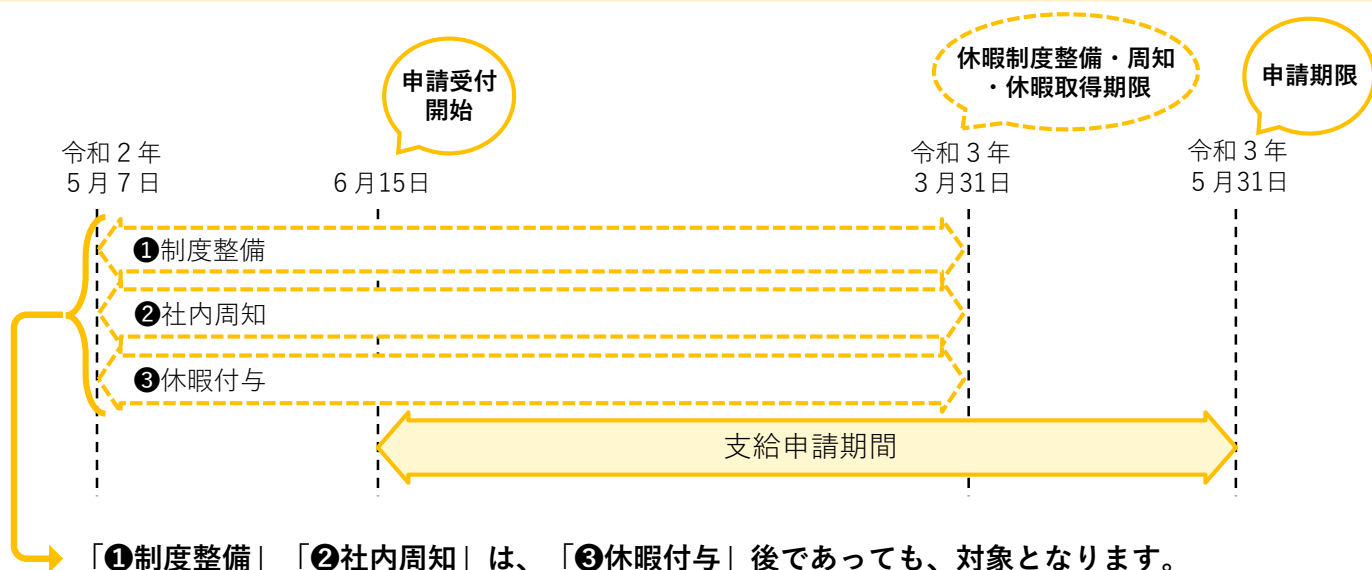 申請受付
開始
休暇制度整備・周知
・休暇取得期限
申請期限
令和２年
５月７日
６月15日
令和３年
３月31日
令和３年
５月31日
❶制度整備
❷社内周知
❸休暇付与
支給申請期間
「❶制度整備」「❷社内周知」は、「❸休暇付与」後であっても、対象となります。